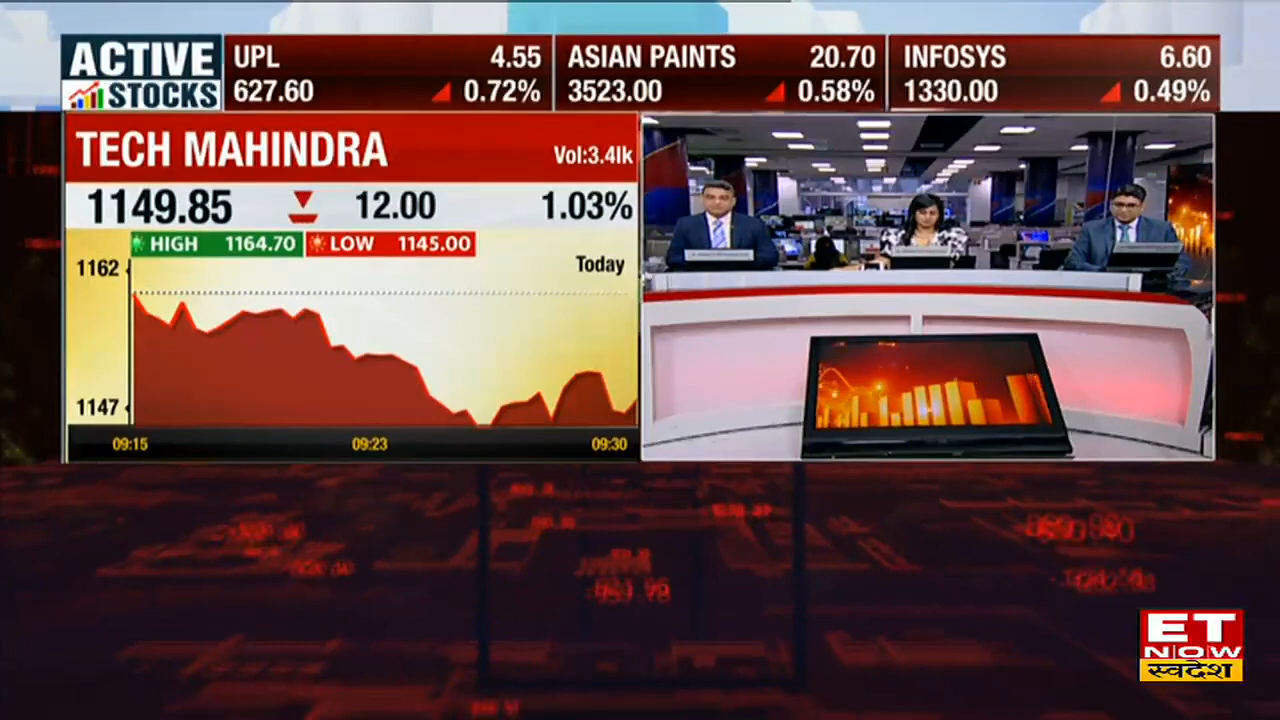 ACTIVE
STOCKS
UPL 4.55
627.60 0.72%
ASIAN PAINTS 20.70
3523.00 0.58%
INFOSYS 6.60
1330.00 0.49%
TECH MAHINDRA Vol:3.4lk
1149.85 12.00 1.03%
HIGH 1164.70 LOW 1145.00
Today
1162
1147
09:15 09:23 09:30
ET
NOW
स्वदेश